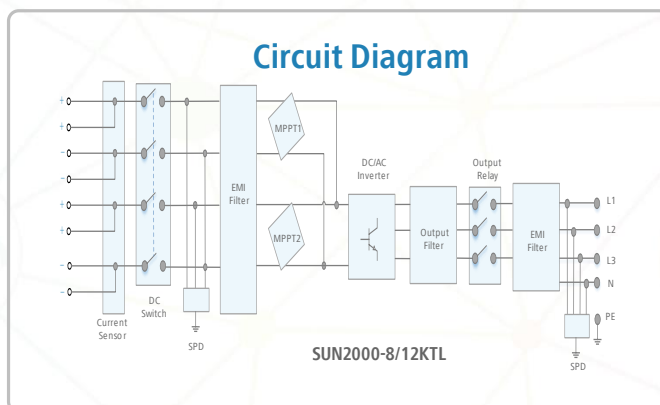 Circuit Diagram
+
+
−
−
+
+
−
−
Current
Sensor
DC
Switch
SPD
EMI
Filter
MPPT1
MPPT2
DC/AC
Inverter
Output
Filter
Output
Relay
EMI
Filter
L1
L2
L3
N
PE
SPD
SUN2000-8/12KTL